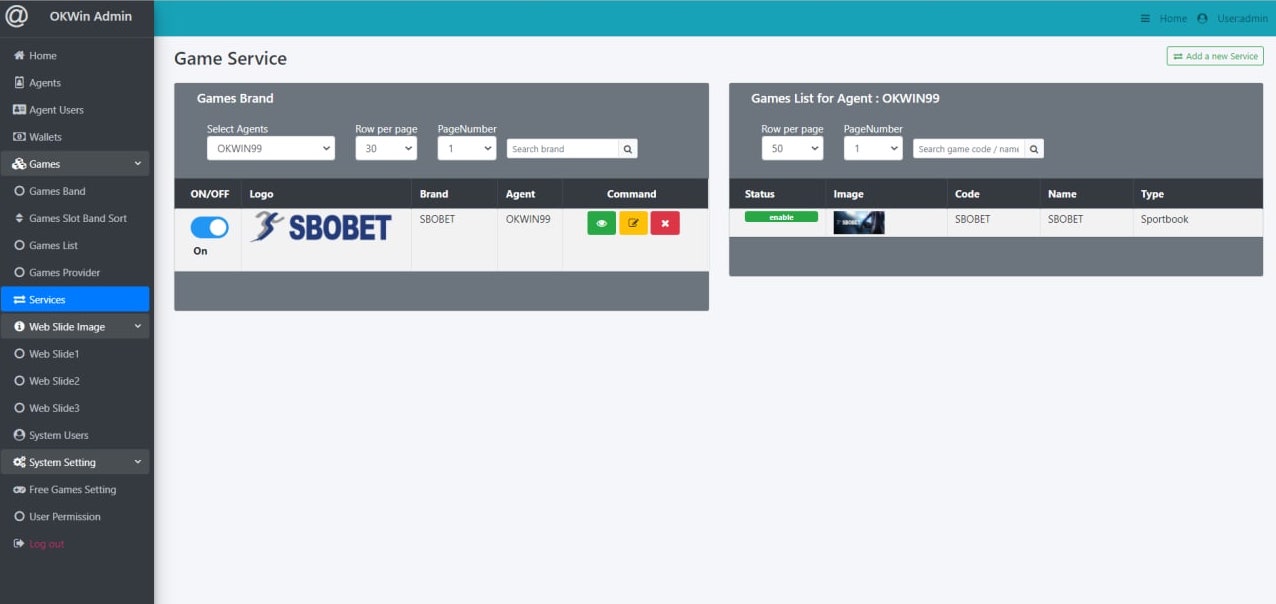 @ OKWin Admin
Home
Agents
Agent Users
Wallets
Games
Games Band
Games Slot Band Sort
Games List
Games Provider
Services
Web Slide Image
Web Slide1
Web Slide2
Web Slide3
System Users
System Setting
Free Games Setting
User Permission
Log out
Home User:admin
Game Service
Add a new Service
Games Brand
Select Agents Row per page PageNumber
OKWIN99 30 1 Search brand
ON/OFF Logo Brand Agent Command
SBOBET SBOBET OKWIN99
On
Games List for Agent : OKWIN99
Row per page PageNumber
50 1 Search game code / name
Status Image Code Name Type
enable SBOBET SBOBET SBOBET Sportbook